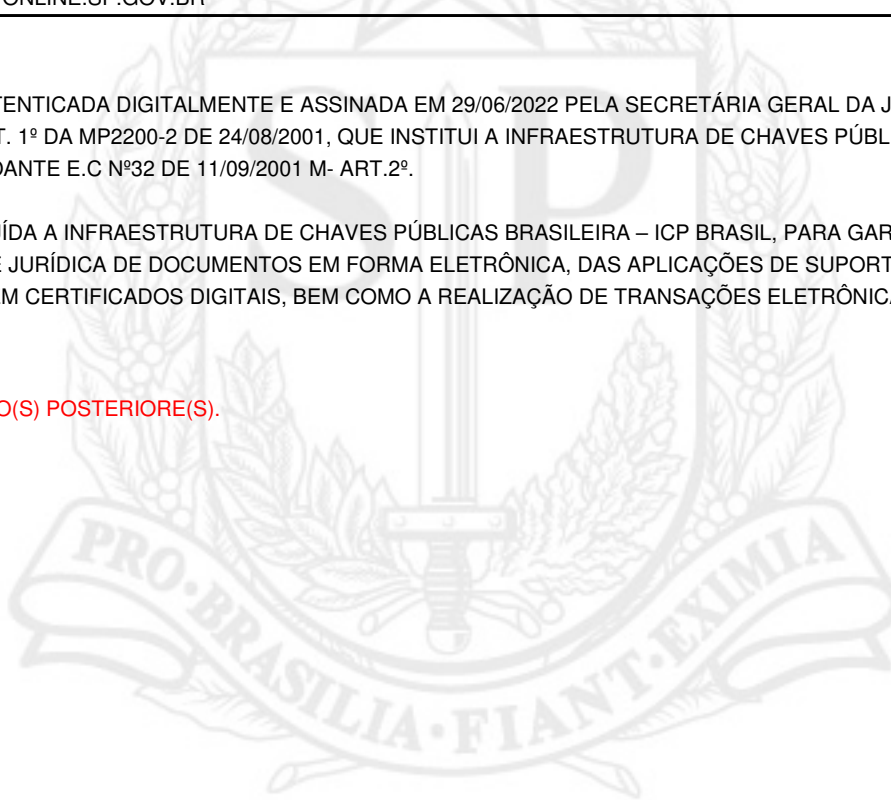 ONLINE.SP.GOV.BR
TENTICADA DIGITALMENTE E ASSINADA EM 29/06/2022 PELA SECRETÁRIA GERAL DA J
T. 1º DA MP2200-2 DE 24/08/2001, QUE INSTITUI A INFRAESTRUTURA DE CHAVES PÚBL
DANTE E.C Nº32 DE 11/09/2001 M- ART.2º.
ÍDA A INFRAESTRUTURA DE CHAVES PÚBLICAS BRASILEIRA – ICP BRASIL, PARA GAR
E JURÍDICA DE DOCUMENTOS EM FORMA ELETRÔNICA, DAS APLICAÇÕES DE SUPORT
EM CERTIFICADOS DIGITAIS, BEM COMO A REALIZAÇÃO DE TRANSAÇÕES ELETRÔNICA
O(S) POSTERIORE(S).
SP
PRO·BRASILIA·FIANT·EXIMIA